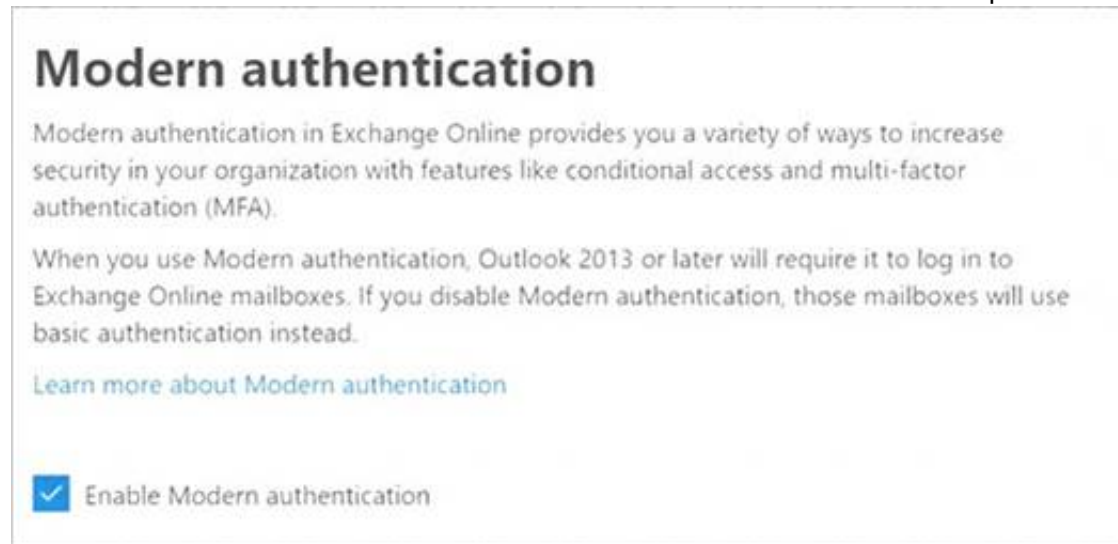 Modern authentication
Modern authentication in Exchange Online provides you a variety of ways to increase
security in your organization with features like conditional access and multi-factor
authentication (MFA).
When you use Modern authentication, Outlook 2013 or later will require it to log in to
Exchange Online mailboxes. If you disable Modern authentication, those mailboxes will use
basic authentication instead.
Learn more about Modern authentication
Enable Modern authentication